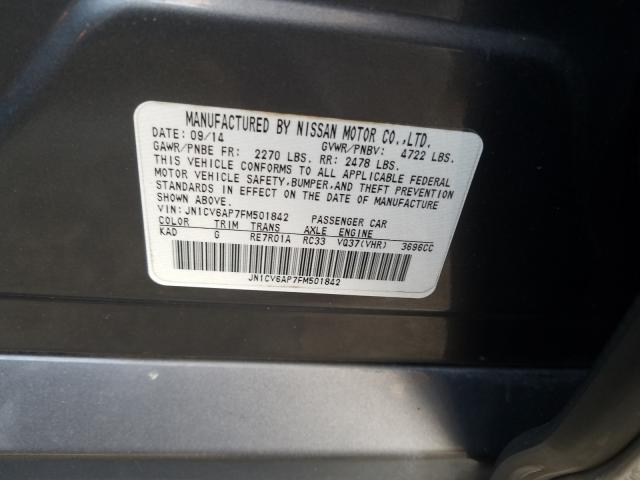 MANUFACTURED BY NISSAN MOTOR CO.,LTD.
DATE: 09/14 GVWR/PNBV: 4722 LBS.
GAWR/PNBE FR: 2270 LBS. RR: 2478 LBS.
THIS VEHICLE CONFORMS TO ALL APPLICABLE FEDERAL
MOTOR VEHICLE SAFETY, BUMPER, AND THEFT PREVENTION
STANDARDS IN EFFECT ON THE DATE OF MANUFACTURE
SHOWN ABOVE.
VIN: JN1CV6AP7FM501842 PASSENGER CAR
COLOR TRIM TRANS AXLE ENGINE
KAD G RE7R01A RC33 VQ37(VHR) 3696CC
JN1CV6AP7FM501842